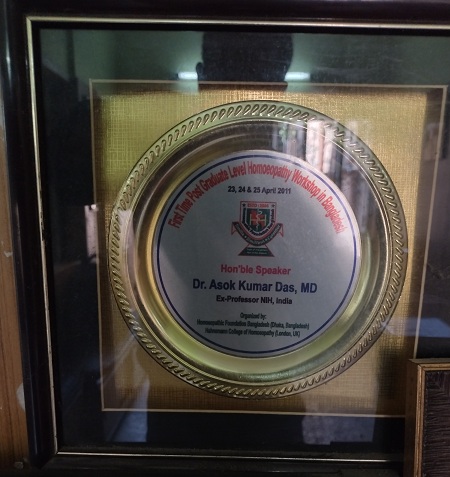 First Time Post Graduate Level Homoeopathy Workshop in Bangladesh
23, 24 & 25 April 2011
Hon'ble Speaker
Dr. Asok Kumar Das, MD
Ex-Professor NIH, India
Organized by:
Homoeopathic Foundation Bangladesh (Dhaka, Bangladesh)
Hahnemann College of Homoeopathy (London, UK)